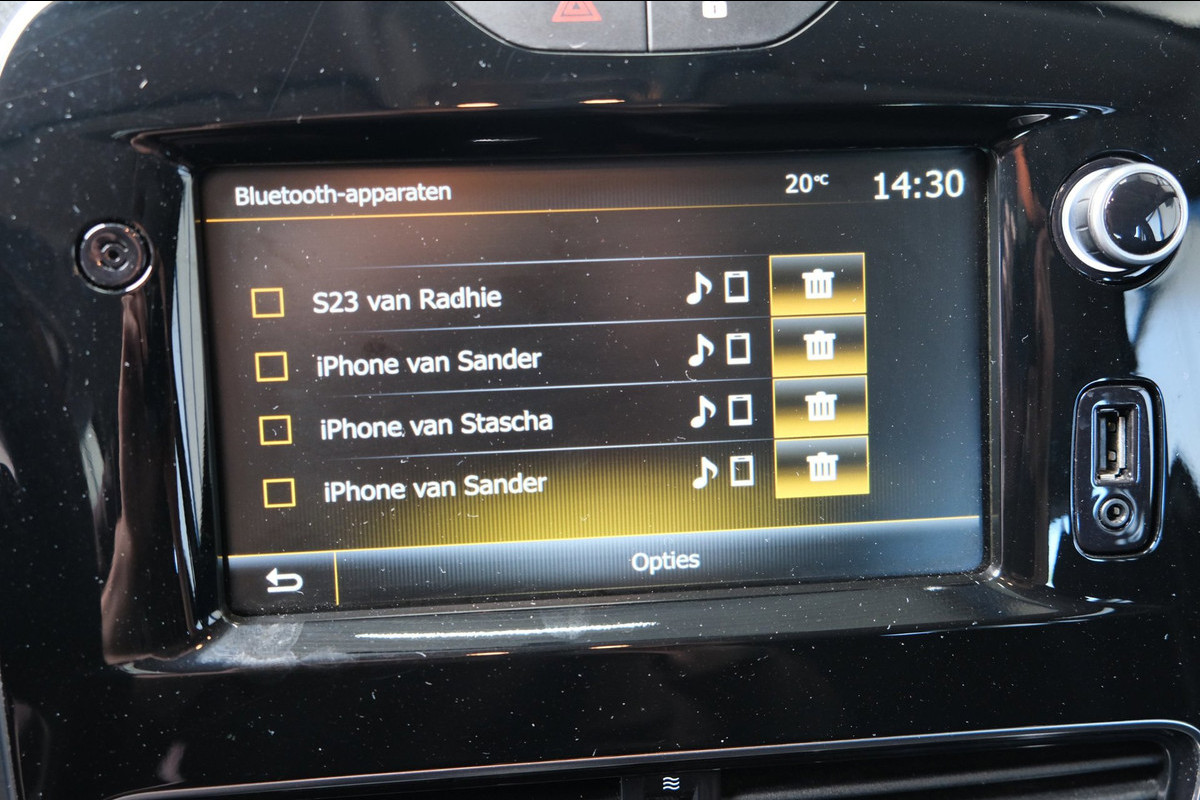 Bluetooth-apparaten 20°C 14:30
S23 van Radhie
iPhone van Sander
iPhone van Stascha
iPhone van Sander
Opties